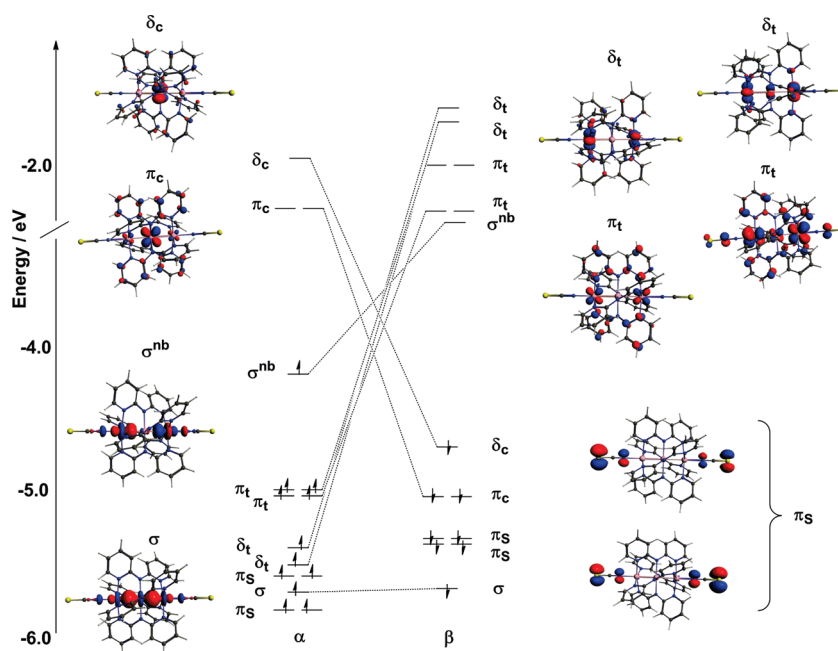 δc
δt
δt
δt
δt
-2.0
δc
πt
πc
πt
πc
πt
πt
σnb
Energy / eV
-4.0
σnb
σnb
δc
-5.0
πt
πt
πc
πS
δt
πS
πS
σ
δt
πS
σ
σ
πS
-6.0
α
β